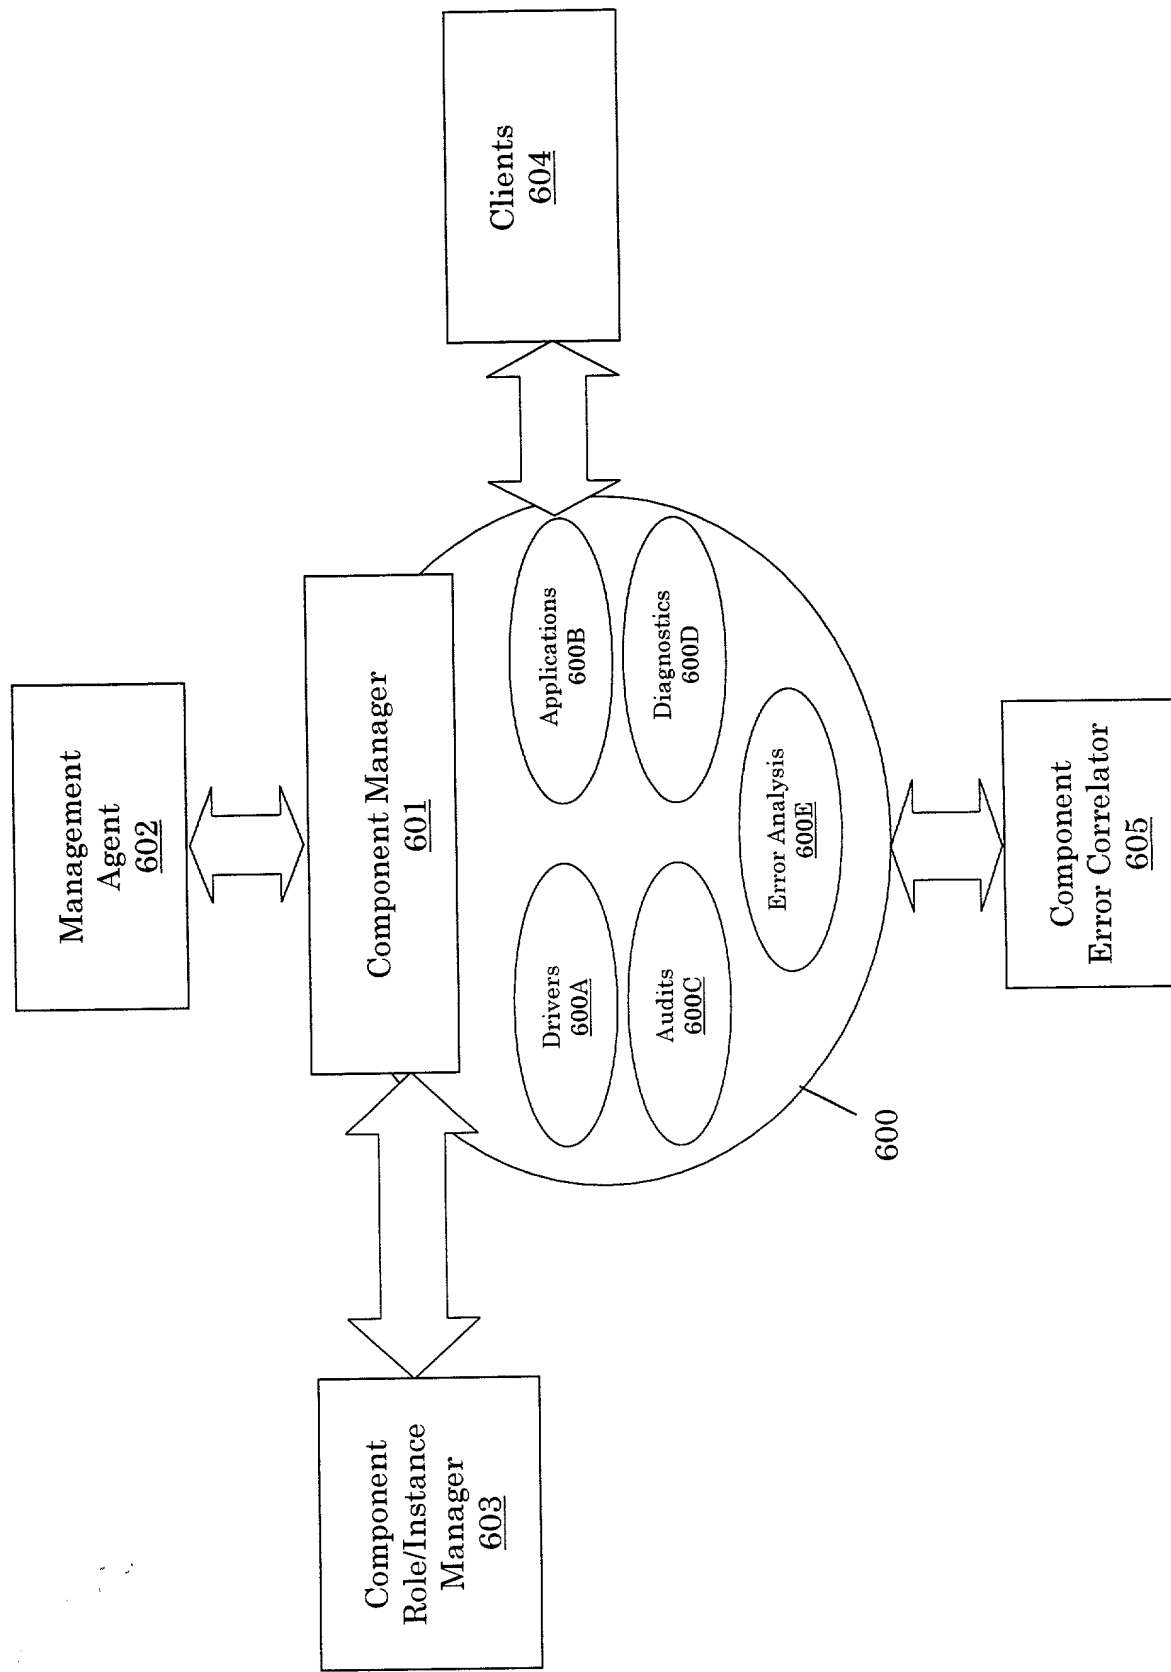 Management
Agent
602
Component
Role/Instance
Manager
603
Component Manager
601
Clients
604
Drivers
600A
Applications
600B
Audits
600C
Diagnostics
600D
Error Analysis
600E
600
Component
Error Correlator
605